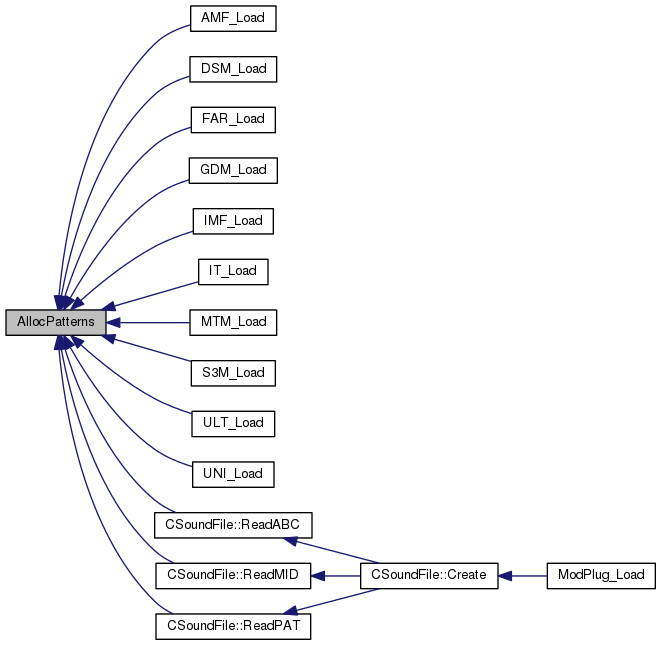 AMF_Load
DSM_Load
FAR_Load
GDM_Load
IMF_Load
IT_Load
AllocPatterns
MTM_Load
S3M_Load
ULT_Load
UNI_Load
CSoundFile::ReadABC
CSoundFile::ReadMID
CSoundFile::Create
ModPlug_Load
CSoundFile::ReadPAT